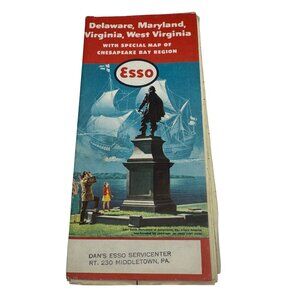 Delaware, Maryland,
Virginia, West Virginia
WITH SPECIAL MAP OF
CHESAPEAKE BAY REGION
Esso
DAN'S ESSO SERVICENTER
RT. 230 MIDDLETOWN, PA.